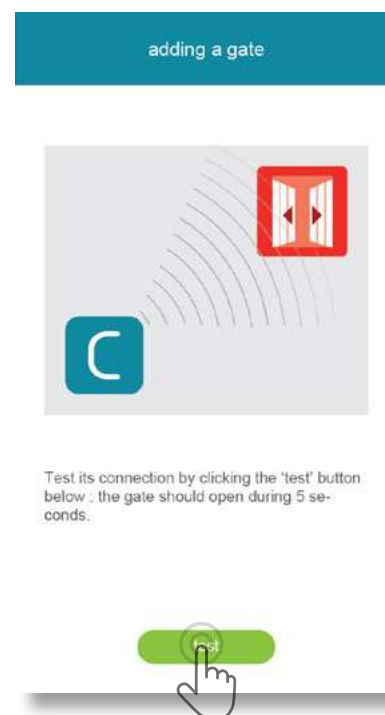 adding a gate
C
Test its connection by clicking the 'test' button
below : the gate should open during 5 se-
conds.
test